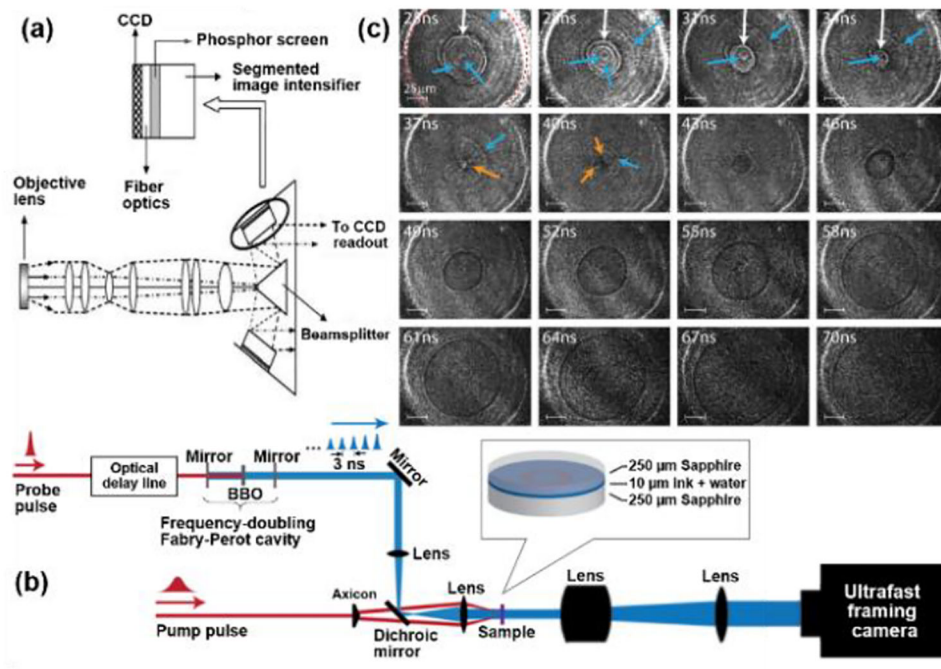 (a)
CCD
Phosphor screen
Segmented
image intensifier
Fiber
optics
Objective
lens
To CCD
readout
Beamsplitter
(c)
25µm
31ns
34ns
37ns
40ns
43ns
46ns
49ns
52ns
55ns
58ns
61ns
64ns
67ns
70ns
Probe
pulse
Optical
delay line
Mirror
Mirror
BBO
Frequency-doubling
Fabry-Perot cavity
...
3 ns
Mirror
Lens
250 µm Sapphire
10 µm Ink + water
250 µm Sapphire
(b)
Pump pulse
Axicon
Dichroic
mirror
Lens
Sample
Lens
Lens
Ultrafast
framing
camera